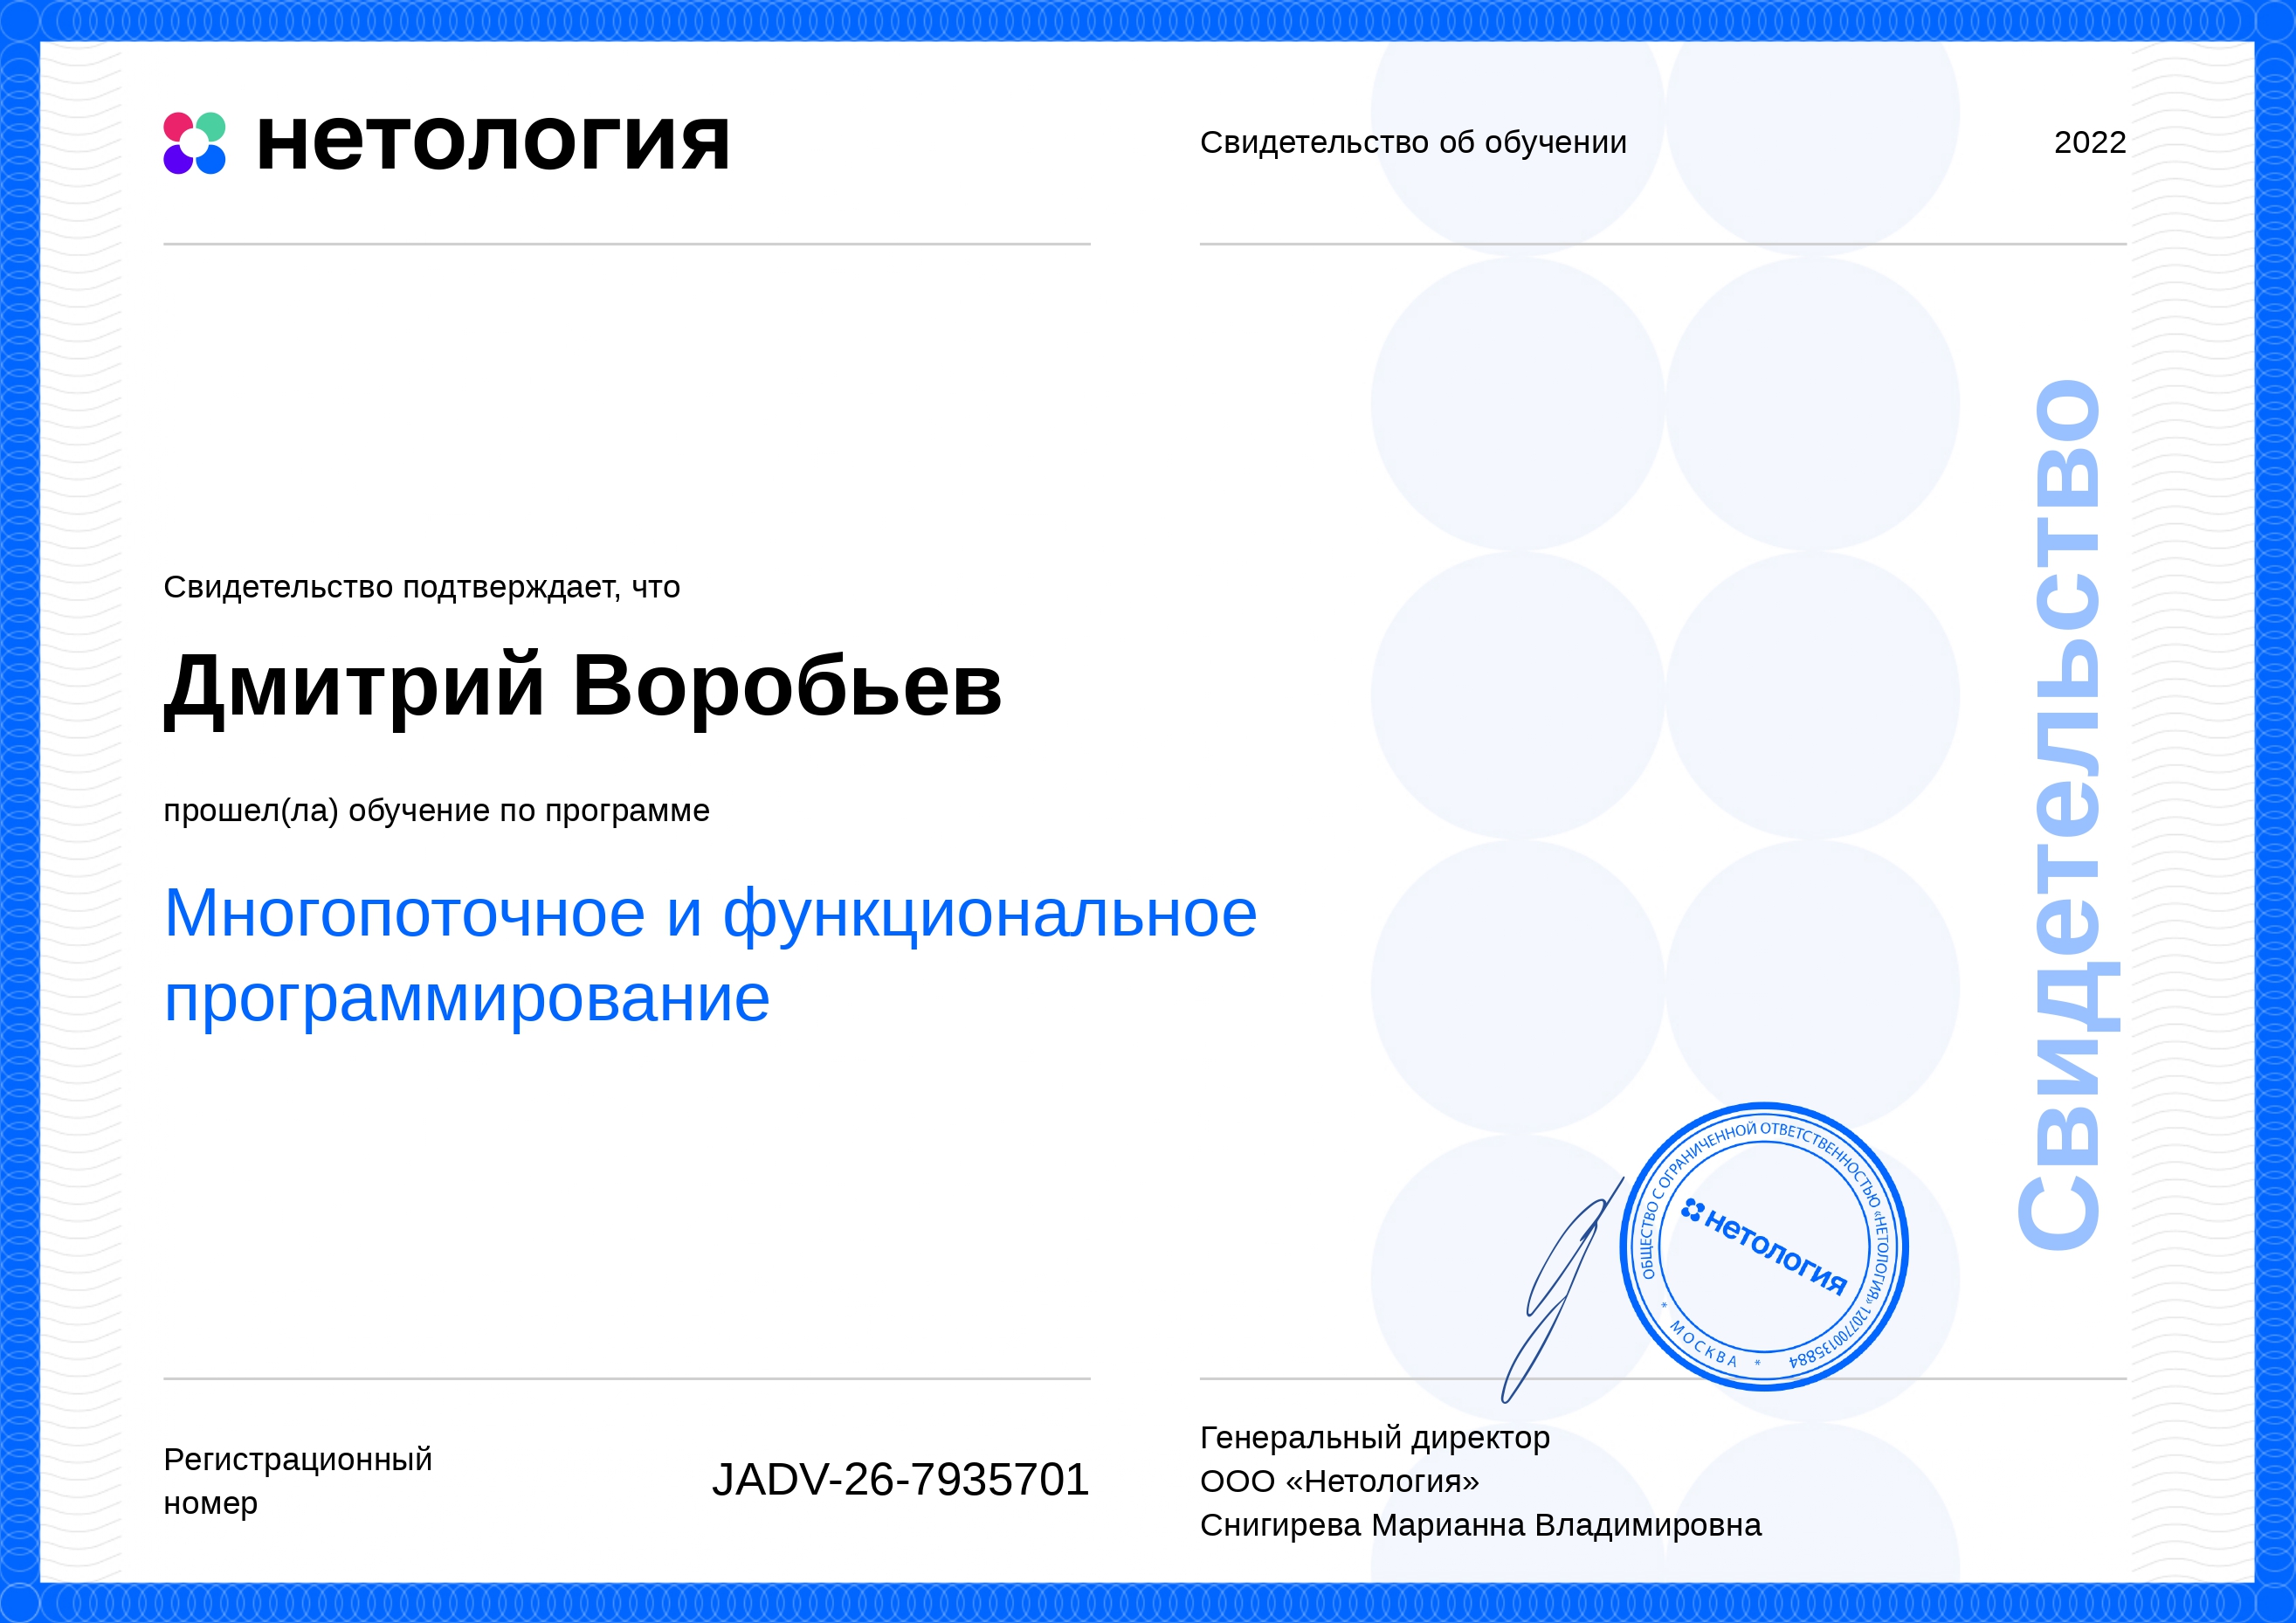 нетология
Свидетельство об обучении
2022
Свидетельство подтверждает, что
Дмитрий Воробьев
прошел(ла) обучение по программе
Многопоточное и функциональное
программирование
Свидетельство
ОБЩЕСТВО С ОГРАНИЧЕННОЙ ОТВЕТСТВЕННОСТЬЮ «НЕТОЛОГИЯ» 1207700135884
* МОСКВА *
нетология
Регистрационный
номер
JADV-26-7935701
Генеральный директор
ООО «Нетология»
Снигирева Марианна Владимировна